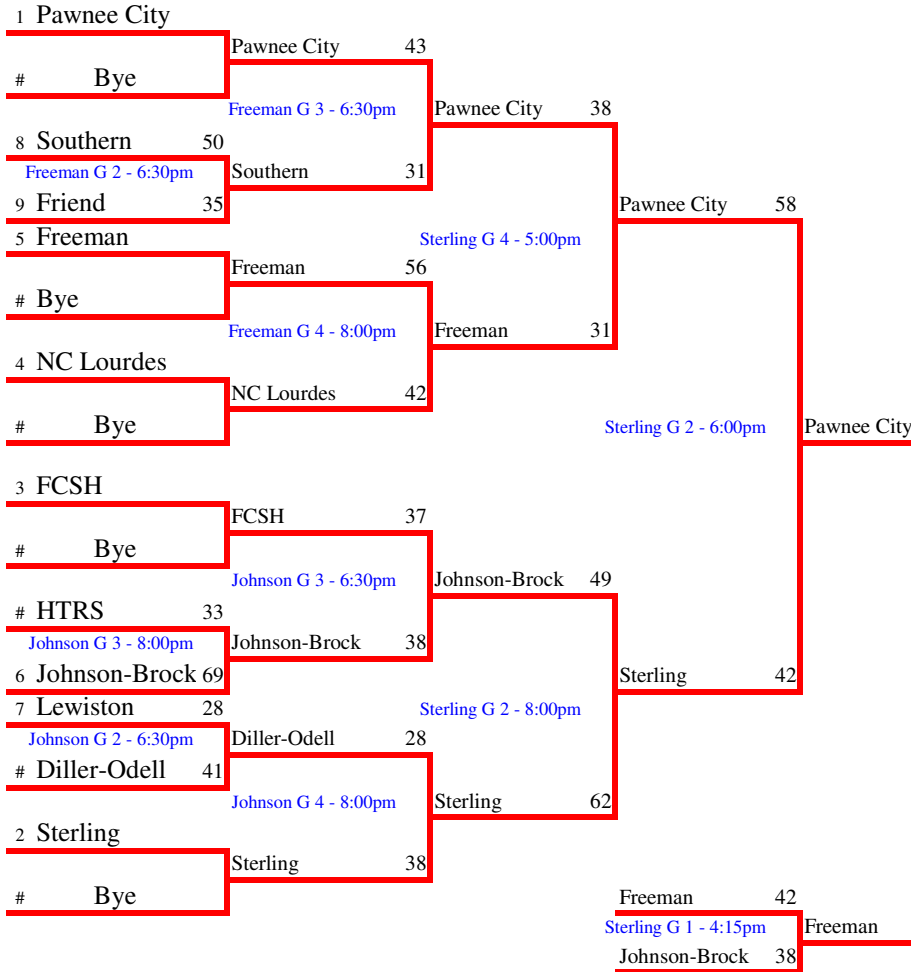 1 Pawnee City
Pawnee City 43
# Bye
Freeman G 3 - 6:30pm
Pawnee City 38
8 Southern 50
Freeman G 2 - 6:30pm
Southern 31
9 Friend 35
Pawnee City 58
5 Freeman
Sterling G 4 - 5:00pm
Freeman 56
# Bye
Freeman G 4 - 8:00pm
Freeman 31
4 NC Lourdes
NC Lourdes 42
# Bye
Sterling G 2 - 6:00pm
Pawnee City
3 FCSH
FCSH 37
# Bye
Johnson G 3 - 6:30pm
Johnson-Brock 49
# HTRS 33
Johnson G 3 - 8:00pm
Johnson-Brock 38
6 Johnson-Brock 69
Sterling 42
7 Lewiston 28
Sterling G 2 - 8:00pm
Johnson G 2 - 6:30pm
Diller-Odell 28
# Diller-Odell 41
Johnson G 4 - 8:00pm
Sterling 62
2 Sterling
Sterling 38
# Bye
Freeman 42
Sterling G 1 - 4:15pm
Freeman
Johnson-Brock 38